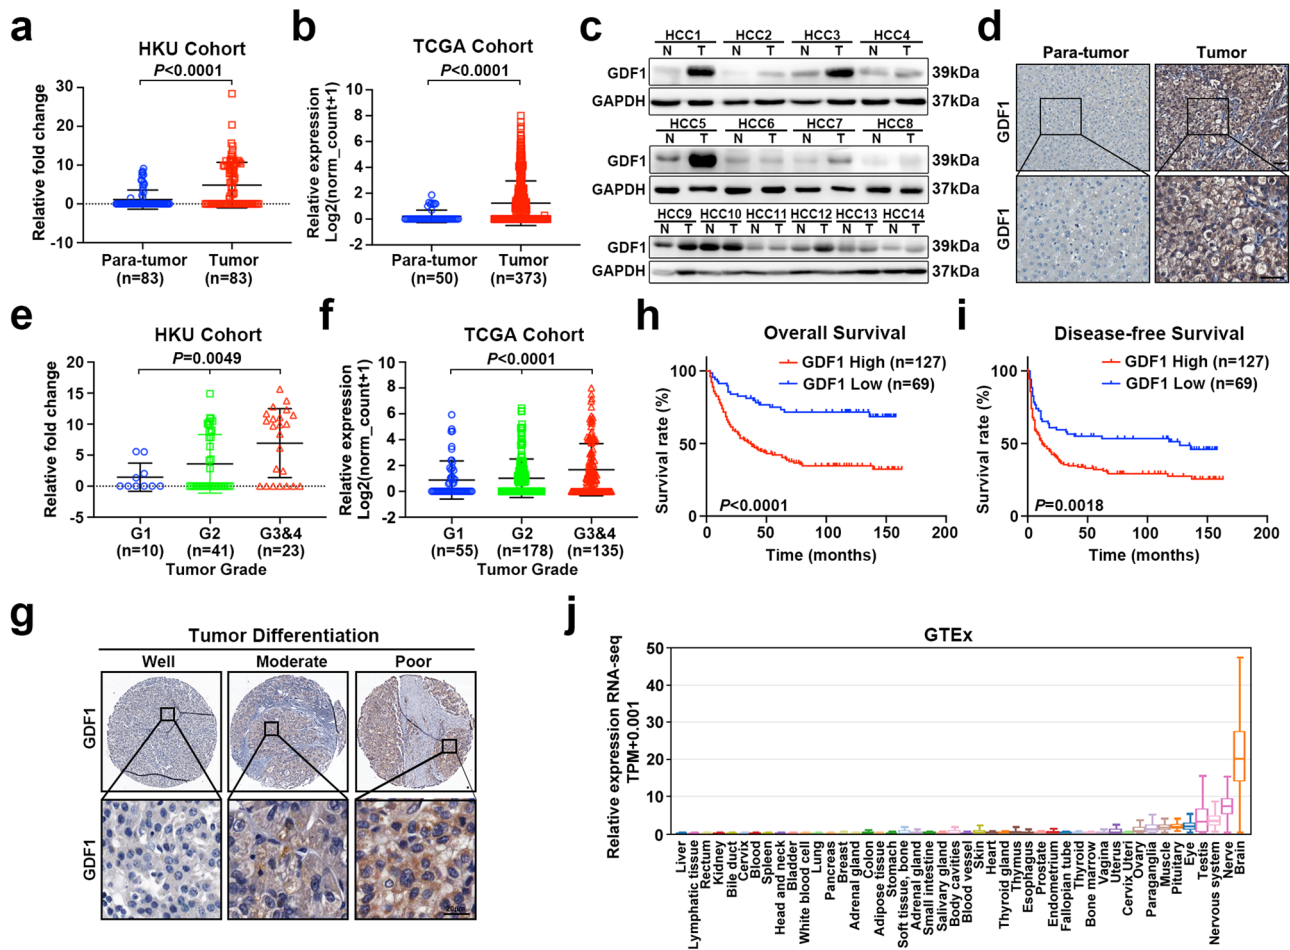 a
HKU Cohort
P<0.0001
Relative fold change
30
20
10
0
-10
Para-tumor
(n=83)
Tumor
(n=83)
b
TCGA Cohort
P<0.0001
Relative expression
Log2(norm_count+1)
10
8
6
4
2
0
-2
Para-tumor
(n=50)
Tumor
(n=373)
c
HCC1 HCC2 HCC3 HCC4
N T N T N T N T
GDF1 39kDa
GAPDH 37kDa
HCC5 HCC6 HCC7 HCC8
N T N T N T N T
GDF1 39kDa
GAPDH 37kDa
HCC9 HCC10 HCC11 HCC12 HCC13 HCC14
N T N T N T N T N T N T
GDF1 39kDa
GAPDH 37kDa
d
Para-tumor Tumor
GDF1
GDF1
e
HKU Cohort
P=0.0049
Relative fold change
20
15
10
5
0
-5
G1 G2 G3&4
(n=10) (n=41) (n=23)
Tumor Grade
f
TCGA Cohort
P<0.0001
Relative expression
Log2(norm_count+1)
10
8
6
4
2
0
-2
G1 G2 G3&4
(n=55) (n=178) (n=135)
Tumor Grade
h
Overall Survival
GDF1 High (n=127)
GDF1 Low (n=69)
Survival rate (%)
100
50
0
P<0.0001
0 50 100 150 200
Time (months)
i
Disease-free Survival
GDF1 High (n=127)
GDF1 Low (n=69)
Survival rate (%)
100
50
0
P=0.0018
0 50 100 150 200
Time (months)
g
Tumor Differentiation
Well Moderate Poor
GDF1
GDF1
20μm
j
GTEx
Relative expression RNA-seq
TPM+0.001
50
40
30
20
10
0
Liver
Lymphatic tissue
Rectum
Kidney
Bile duct
Cervix
Blood
Spleen
Head and neck
Bladder
White blood cell
Lung
Pancreas
Breast
Adrenal gland
Colon
Adipose tissue
Stomach
Soft tissue, bone
Adrenal gland
Small intestine
Salivary gland
Body cavities
Blood vessel
Skin
Heart
Thyroid gland
Thymus
Esophagus
Prostate
Endometrium
Fallopian tube
Thyroid
Bone marrow
Vagina
Uterus
Cervix Uteri
Ovary
Paraganglia
Muscle
Pituitary
Eye
Testis
Nervous system
Nerve
Brain